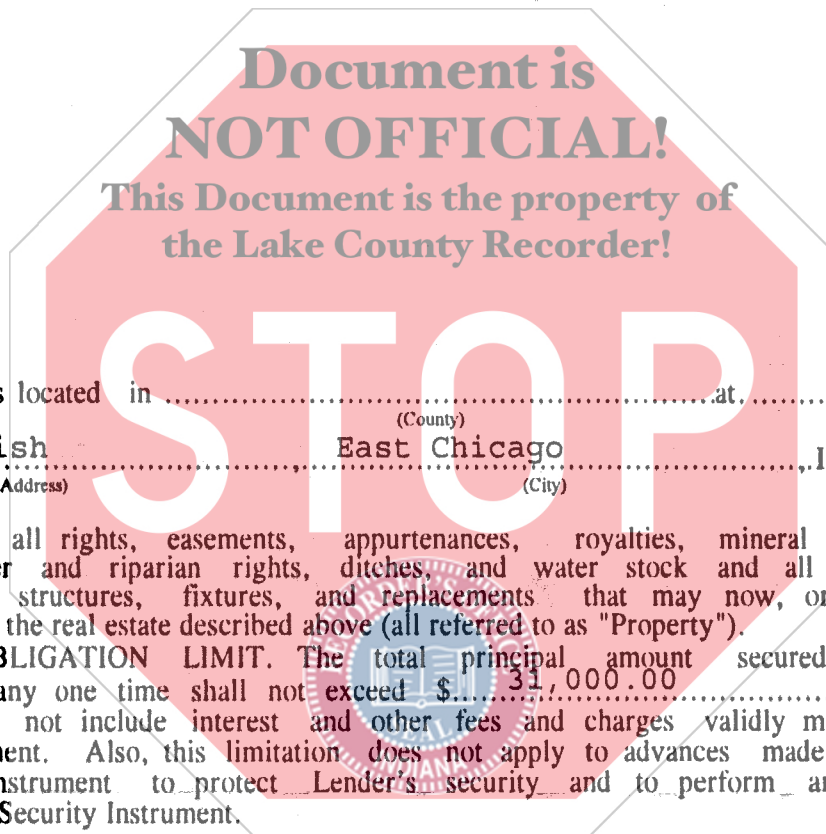 Document is
NOT OFFICIAL!
This Document is the property of
the Lake County Recorder!
STOP
located in ........................................................at
(County)
East Chicago
Address) (City)
all rights, easements, appurtenances, royalties, mineral
and riparian rights, ditches, and water stock and all
structures, fixtures, and replacements that may now, or
the real estate described above (all referred to as "Property").
LIMIT. The total principal amount secured
any one time shall not exceed $ 31,000.00
not include interest and other fees and charges validly
Also, this limitation does not apply to advances made
to protect Lender's security and to perform
Security Instrument.
SEAL
INDIANA